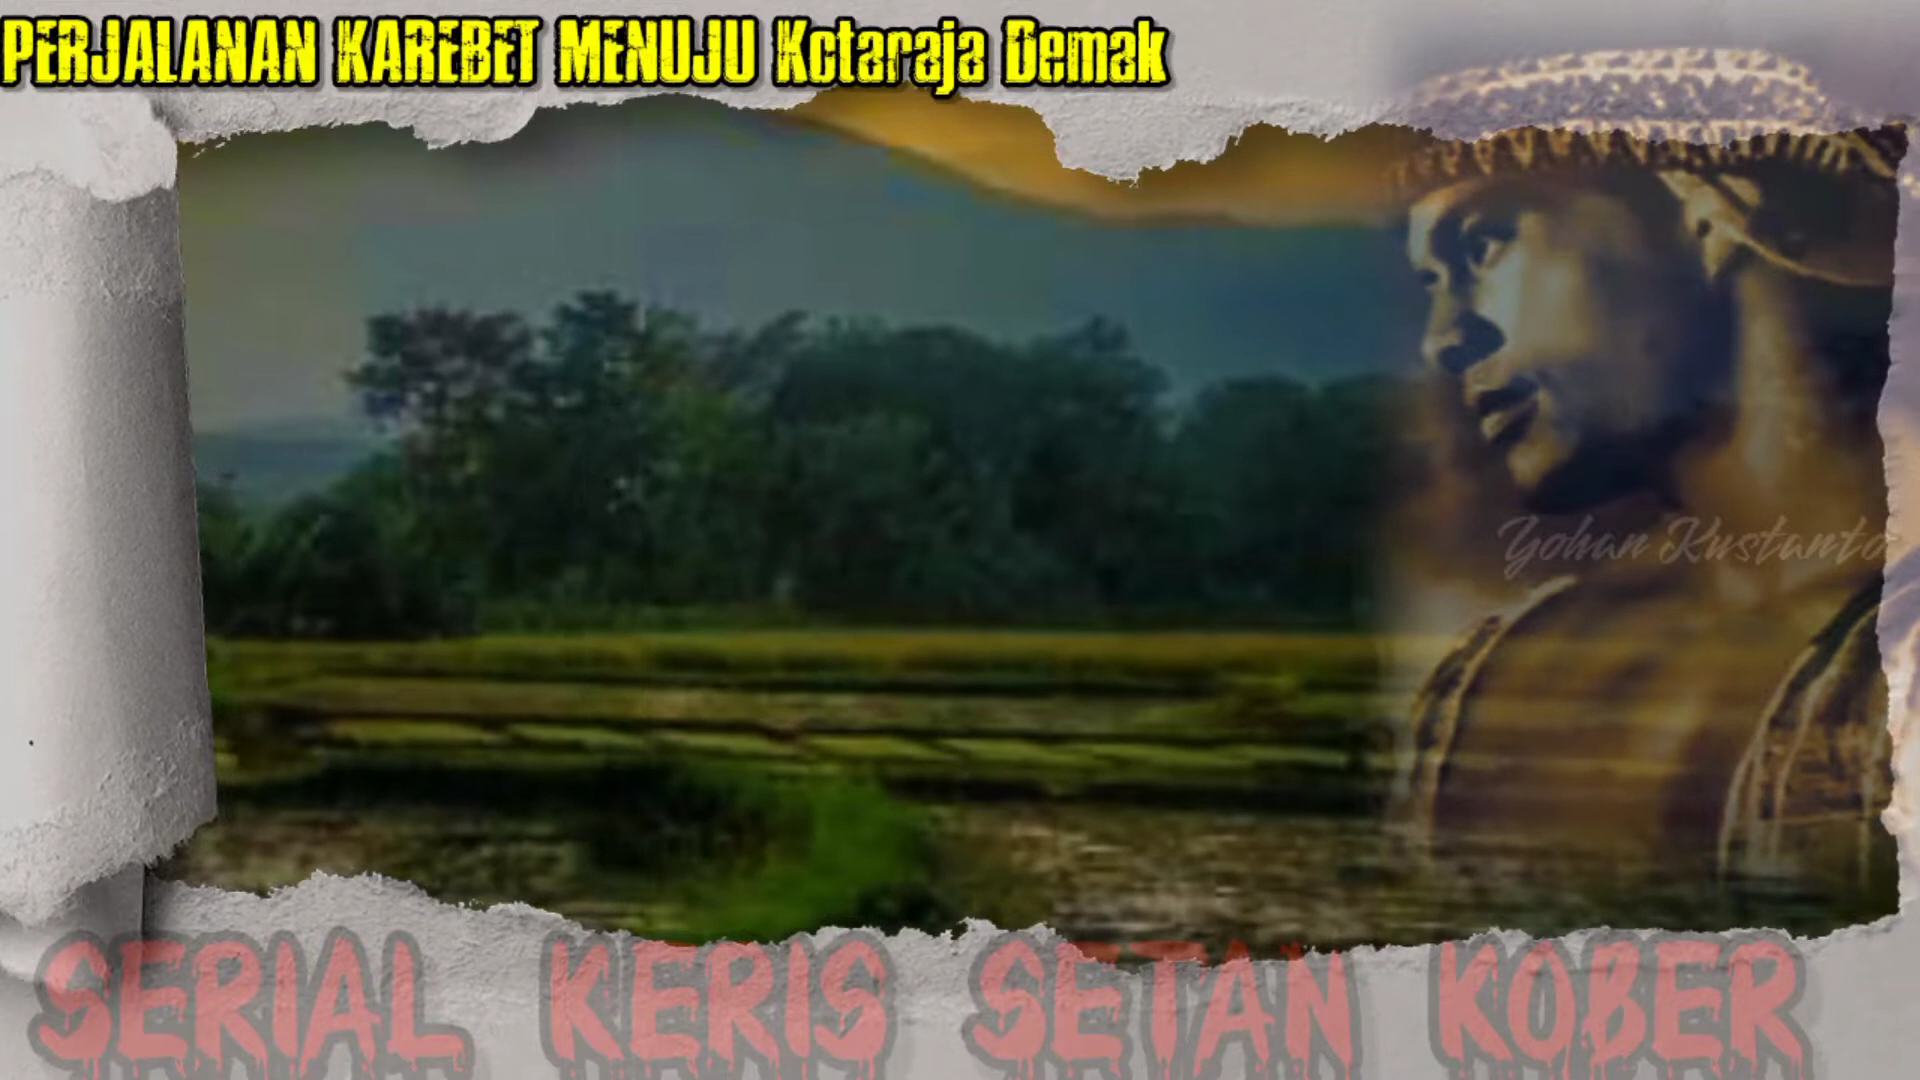 PERJALANAN KAREBET MENUJU Kotaraja Demak
Yohan Kustanto
SERIAL KERIS SETAN KOBER